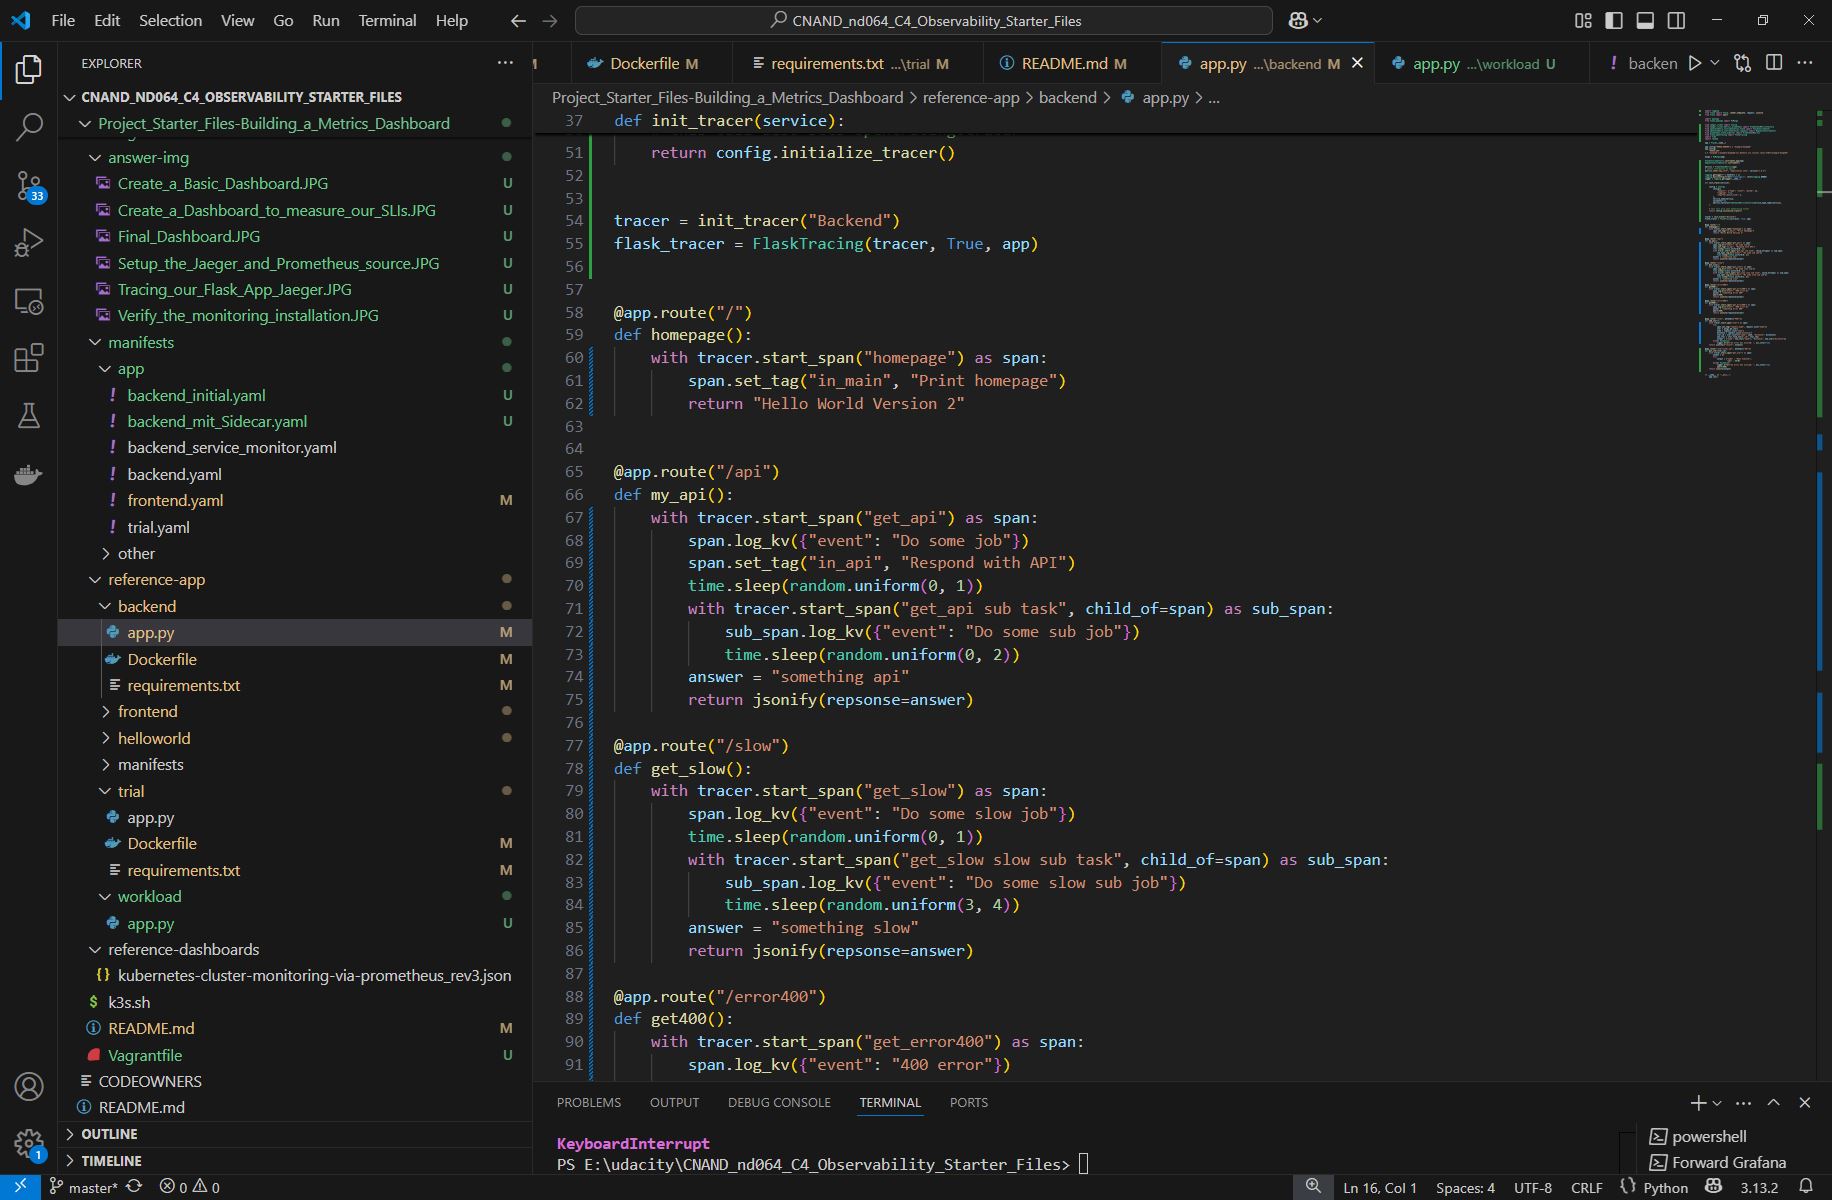 File Edit Selection View Go Run Terminal Help
CNAND_nd064_C4_Observability_Starter_Files
EXPLORER
CNAND_ND064_C4_OBSERVABILITY_STARTER_FILES
Project_Starter_Files-Building_a_Metrics_Dashboard
answer-img
Create_a_Basic_Dashboard.JPG U
Create_a_Dashboard_to_measure_our_SLIs.JPG U
Final_Dashboard.JPG U
Setup_the_Jaeger_and_Prometheus_source.JPG U
Tracing_our_Flask_App_Jaeger.JPG U
Verify_the_monitoring_installation.JPG U
manifests
app
backend_initial.yaml U
backend_mit_Sidecar.yaml U
backend_service_monitor.yaml
backend.yaml
frontend.yaml M
trial.yaml
other
reference-app
backend
app.py M
Dockerfile M
requirements.txt M
frontend
helloworld
manifests
trial
app.py
Dockerfile M
requirements.txt M
workload
app.py U
reference-dashboards
kubernetes-cluster-monitoring-via-prometheus_rev3.json
k3s.sh
README.md M
Vagrantfile U
CODEOWNERS
README.md
OUTLINE
TIMELINE
33
1
M Dockerfile M requirements.txt ...\trial M README.md M app.py ...\backend M app.py ...\workload U ! backen
Project_Starter_Files-Building_a_Metrics_Dashboard > reference-app > backend > app.py > ...
37 def init_tracer(service):
51 return config.initialize_tracer()
52
53
54 tracer = init_tracer("Backend")
55 flask_tracer = FlaskTracing(tracer, True, app)
56
57
58 @app.route("/")
59 def homepage():
60 with tracer.start_span("homepage") as span:
61 span.set_tag("in_main", "Print homepage")
62 return "Hello World Version 2"
63
64
65 @app.route("/api")
66 def my_api():
67 with tracer.start_span("get_api") as span:
68 span.log_kv({"event": "Do some job"})
69 span.set_tag("in_api", "Respond with API")
70 time.sleep(random.uniform(0, 1))
71 with tracer.start_span("get_api sub task", child_of=span) as sub_span:
72 sub_span.log_kv({"event": "Do some sub job"})
73 time.sleep(random.uniform(0, 2))
74 answer = "something api"
75 return jsonify(repsonse=answer)
76
77 @app.route("/slow")
78 def get_slow():
79 with tracer.start_span("get_slow") as span:
80 span.log_kv({"event": "Do some slow job"})
81 time.sleep(random.uniform(0, 1))
82 with tracer.start_span("get_slow slow sub task", child_of=span) as sub_span:
83 sub_span.log_kv({"event": "Do some slow sub job"})
84 time.sleep(random.uniform(3, 4))
85 answer = "something slow"
86 return jsonify(repsonse=answer)
87
88 @app.route("/error400")
89 def get400():
90 with tracer.start_span("get_error400") as span:
91 span.log_kv({"event": "400 error"})
PROBLEMS OUTPUT DEBUG CONSOLE TERMINAL PORTS
KeyboardInterrupt
PS E:\udacity\CNAND_nd064_C4_Observability_Starter_Files>
powershell
Forward Grafana
master* 0 0 Ln 16, Col 1 Spaces: 4 UTF-8 CRLF Python 3.13.2